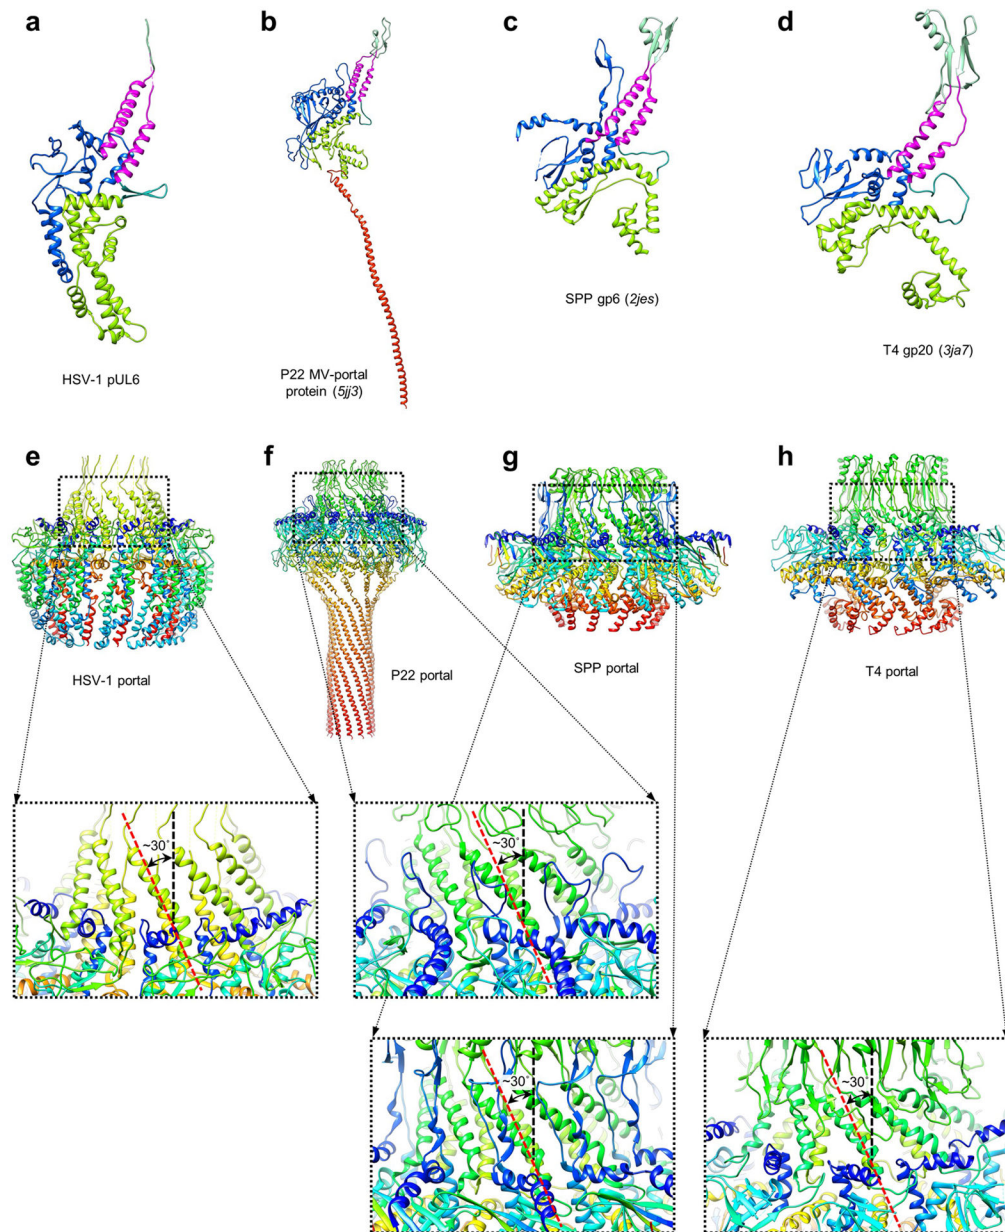 a
b
c
d
HSV-1 pUL6
P22 MV-portal
protein (5jj3)
SPP gp6 (2jes)
T4 gp20 (3ja7)
e
f
g
h
HSV-1 portal
P22 portal
SPP portal
T4 portal
~30°
~30°
~30°
~30°